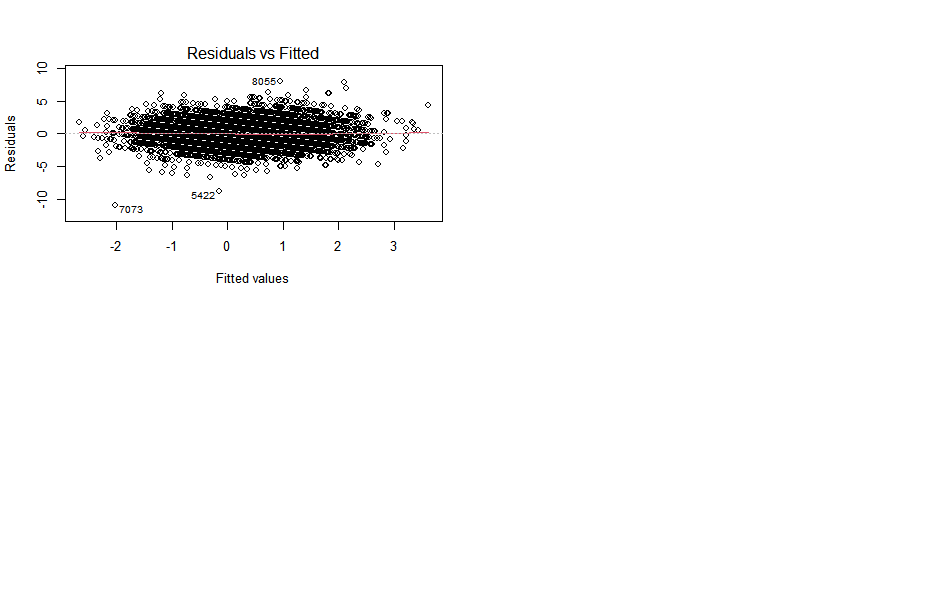 Residuals vs Fitted
Residuals
10
5
0
-5
-10
8055
5422
7073
-2 -1 0 1 2 3
Fitted values